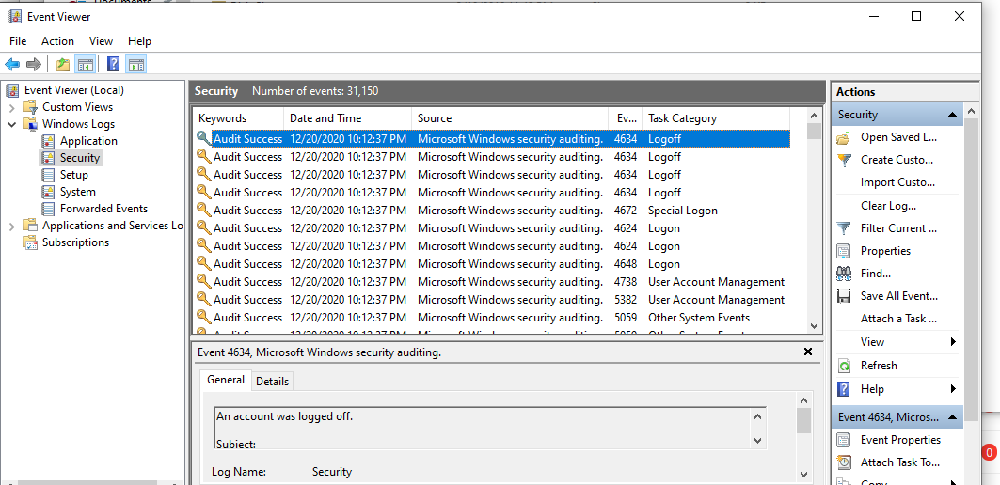 Documents
Event Viewer
File Action View Help
Event Viewer (Local)
Custom Views
Windows Logs
Application
Security
Setup
System
Forwarded Events
Applications and Services Lo
Subscriptions
Security Number of events: 31,150
Keywords Date and Time Source Ev... Task Category
Audit Success 12/20/2020 10:12:37 PM Microsoft Windows security auditing. 4634 Logoff
Audit Success 12/20/2020 10:12:37 PM Microsoft Windows security auditing. 4634 Logoff
Audit Success 12/20/2020 10:12:37 PM Microsoft Windows security auditing. 4634 Logoff
Audit Success 12/20/2020 10:12:37 PM Microsoft Windows security auditing. 4634 Logoff
Audit Success 12/20/2020 10:12:37 PM Microsoft Windows security auditing. 4672 Special Logon
Audit Success 12/20/2020 10:12:37 PM Microsoft Windows security auditing. 4624 Logon
Audit Success 12/20/2020 10:12:37 PM Microsoft Windows security auditing. 4624 Logon
Audit Success 12/20/2020 10:12:37 PM Microsoft Windows security auditing. 4648 Logon
Audit Success 12/20/2020 10:12:37 PM Microsoft Windows security auditing. 4738 User Account Management
Audit Success 12/20/2020 10:12:37 PM Microsoft Windows security auditing. 5382 User Account Management
Audit Success 12/20/2020 10:12:37 PM Microsoft Windows security auditing. 5059 Other System Events
Event 4634, Microsoft Windows security auditing.
General Details
An account was logged off.
Subject:
Log Name: Security
Actions
Security
Open Saved L...
Create Custo...
Import Custo...
Clear Log...
Filter Current ...
Properties
Find...
Save All Event...
Attach a Task ...
View
Refresh
Help
Event 4634, Micros...
Event Properties
Attach Task To...
Copy
0